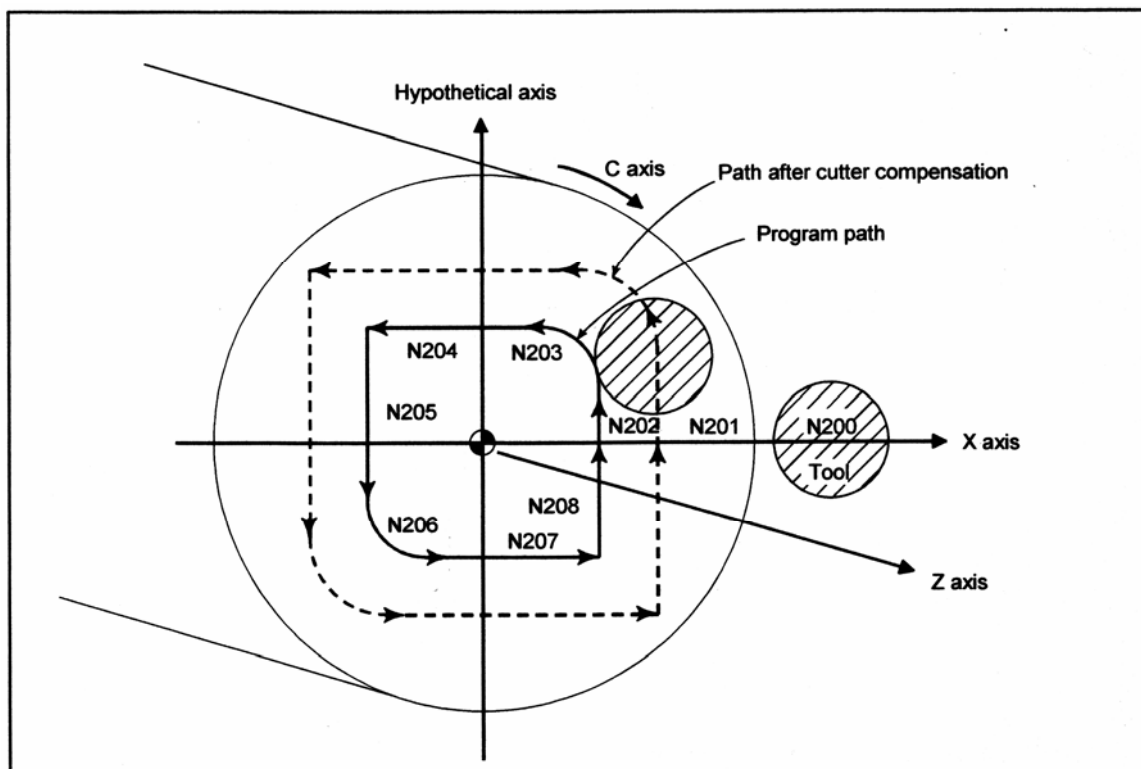 Hypothetical axis
C axis
Path after cutter compensation
Program path
N204
N203
N205
N202
N201
N200
X axis
Tool
N206
N208
N207
Z axis